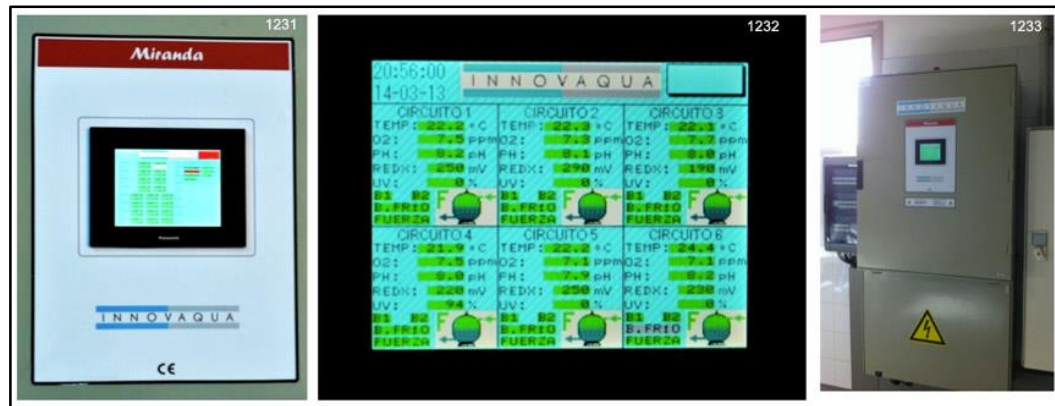 1231
Miranda
Panasonic
INNOVAQUA
CE
1232
20:56:00
14-03-13
INNOVAQUA
CIRCUITO 1
TEMP: 22.2 °C
O2: 7.5 ppm
PH: 8.2 pH
REDX: 250 mV
UV: 0 %
B1 B2 F
B.FRIO
FUERZA
CIRCUITO 2
TEMP: 22.3 °C
O2: 7.3 ppm
PH: 8.1 pH
REDX: 290 mV
UV: 0 %
B1 B2 F
B.FRIO
FUERZA
CIRCUITO 3
TEMP: 22.1 °C
O2: 7.7 ppm
PH: 8.0 pH
REDX: 190 mV
UV: 0 %
B1 B2 F
B.FRIO
FUERZA
CIRCUITO 4
TEMP: 21.9 °C
O2: 7.5 ppm
PH: 8.0 pH
REDX: 220 mV
UV: 94 %
B1 B2 F
B.FRIO
FUERZA
CIRCUITO 5
TEMP: 22.2 °C
O2: 7.1 ppm
PH: 7.9 pH
REDX: 250 mV
UV: 0 %
B1 B2 F
B.FRIO
FUERZA
CIRCUITO 6
TEMP: 24.4 °C
O2: 7.1 ppm
PH: 8.2 pH
REDX: 230 mV
UV: 0 %
B1 B2 F
B.FRIO
FUERZA
1233
INNOVAQUA
Miranda